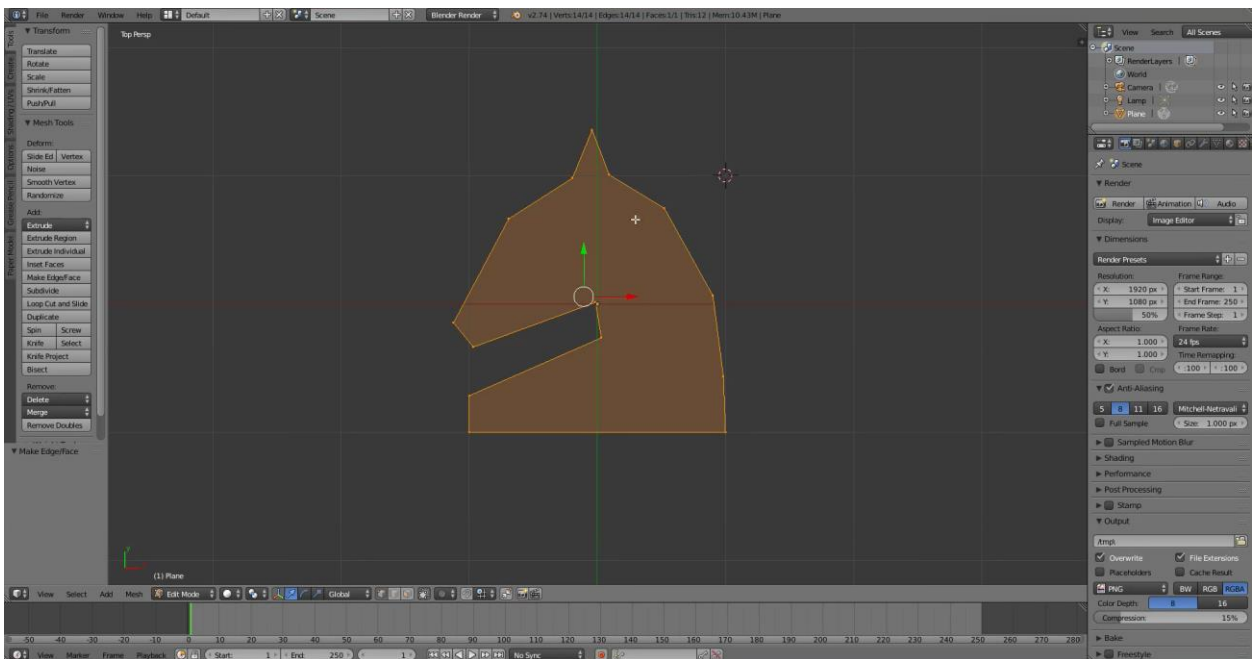 File Render Window Help Default Scene Blender Render v2.74 | Verts:14/14 | Edges:14/14 | Faces:1/1 | Tris:12 | Mem:10.43M | Plane
Tools
Create
Shading / UVs
Options
Grease Pencil
Paper Model
Transform
Translate
Rotate
Scale
Shrink/Fatten
Push/Pull
Mesh Tools
Deform:
Slide Ed Vertex
Noise
Smooth Vertex
Randomize
Add:
Extrude
Extrude Region
Extrude Individual
Inset Faces
Make Edge/Face
Subdivide
Loop Cut and Slide
Duplicate
Spin Screw
Knife Select
Knife Project
Bisect
Remove:
Delete
Merge
Remove Doubles
Make Edge/Face
Top Persp
y
(1) Plane
View Select Add Mesh Edit Mode Global
-50 -40 -30 -20 -10 0 10 20 30 40 50 60 70 80 90 100 110 120 130 140 150 160 170 180 190 200 210 220 230 240 250 260 270 280
View Marker Frame Playback Start: 1 End: 250 1 No Sync
View Search All Scenes
Scene
RenderLayers
World
Camera
Lamp
Plane
Scene
Render
Render Animation Audio
Display: Image Editor
Dimensions
Render Presets
Resolution: Frame Range:
X: 1920 px Start Frame: 1
Y: 1080 px End Frame: 250
50% Frame Step: 1
Aspect Ratio: Frame Rate:
X: 1.000 24 fps
Y: 1.000 Time Remapping:
Bord Crop :100 :100
Anti-Aliasing
5 8 11 16 Mitchell-Netravali
Full Sample Size: 1.000 px
Sampled Motion Blur
Shading
Performance
Post Processing
Stamp
Output
/tmp\
Overwrite File Extensions
Placeholders Cache Result
PNG BW RGB RGBA
Color Depth: 8 16
Compression: 15%
Bake
Freestyle